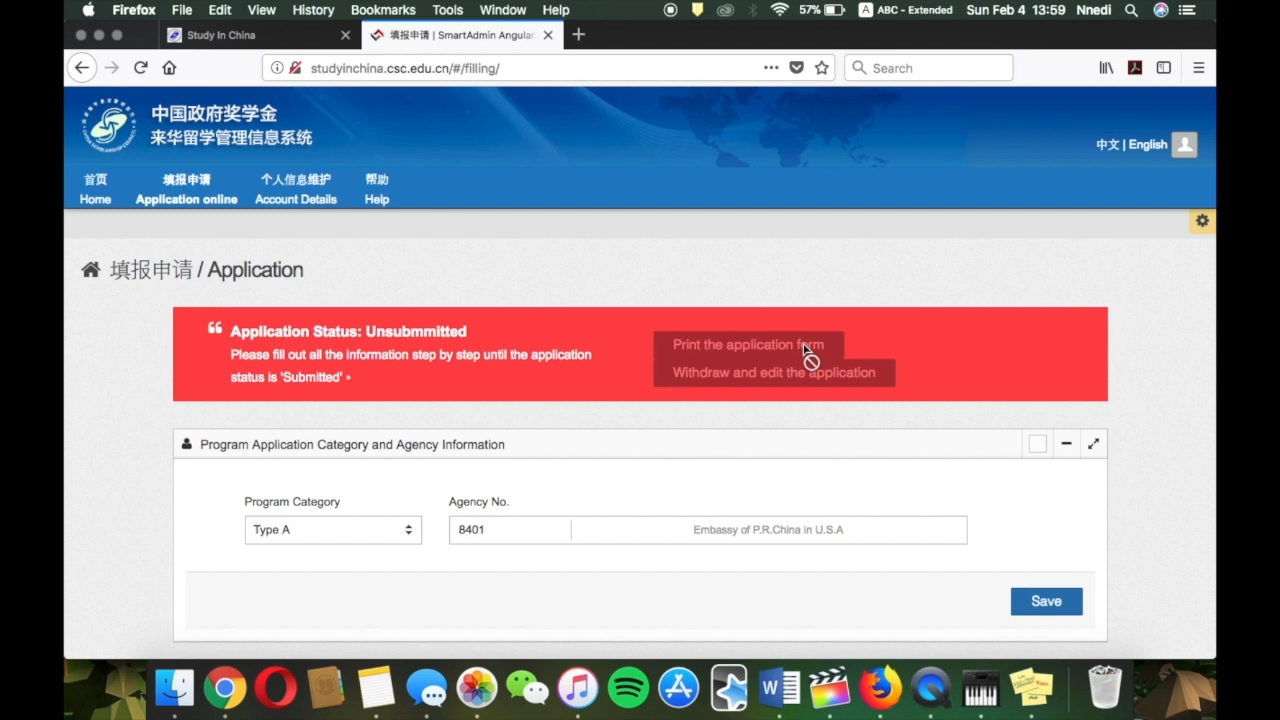 Firefox File Edit View History Bookmarks Tools Window Help 57% A ABC - Extended Sun Feb 4 13:59 Nnedi
Study In China
填报申请 | SmartAdmin Angular
studyinchina.csc.edu.cn/#/filling/
Search
中国政府奖学金
来华留学管理信息系统
中文 | English
首页 填报申请 个人信息维护 帮助
Home Application online Account Details Help
填报申请 / Application
Application Status: Unsubmmitted
Please fill out all the information step by step until the application
status is 'Submitted' 。
Print the application form
Withdraw and edit the application
Program Application Category and Agency Information
Program Category Agency No.
Type A 8401 Embassy of P.R.China in U.S.A
Save